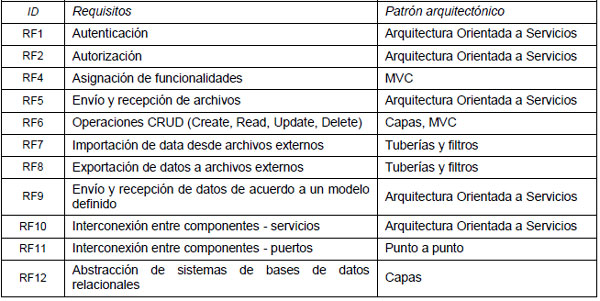 ID Requisitos Patrón arquitectónico
RF1 Autenticación Arquitectura Orientada a Servicios
RF2 Autorización Arquitectura Orientada a Servicios
RF4 Asignación de funcionalidades MVC
RF5 Envío y recepción de archivos Arquitectura Orientada a Servicios
RF6 Operaciones CRUD (Create, Read, Update, Delete) Capas, MVC
RF7 Importación de data desde archivos externos Tuberías y filtros
RF8 Exportación de datos a archivos externos Tuberías y filtros
RF9 Envío y recepción de datos de acuerdo a un modelo
definido Arquitectura Orientada a Servicios
RF10 Interconexión entre componentes - servicios Arquitectura Orientada a Servicios
RF11 Interconexión entre componentes - puertos Punto a punto
RF12 Abstracción de sistemas de bases de datos
relacionales Capas